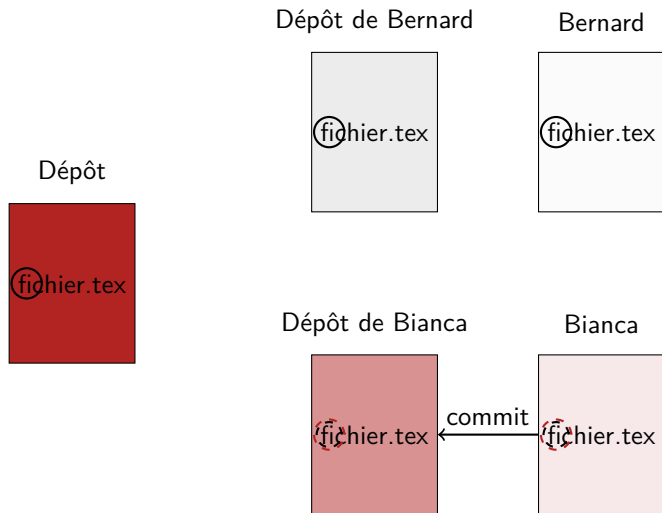 Dépôt de Bernard
Bernard
fichier.tex
fichier.tex
Dépôt
fichier.tex
Dépôt de Bianca
Bianca
fichier.tex
commit
fichier.tex